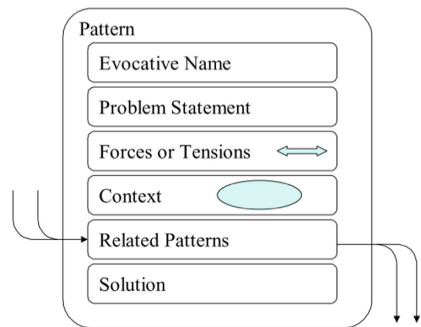 Pattern
Evocative Name
Problem Statement
Forces or Tensions
Context
Related Patterns
Solution